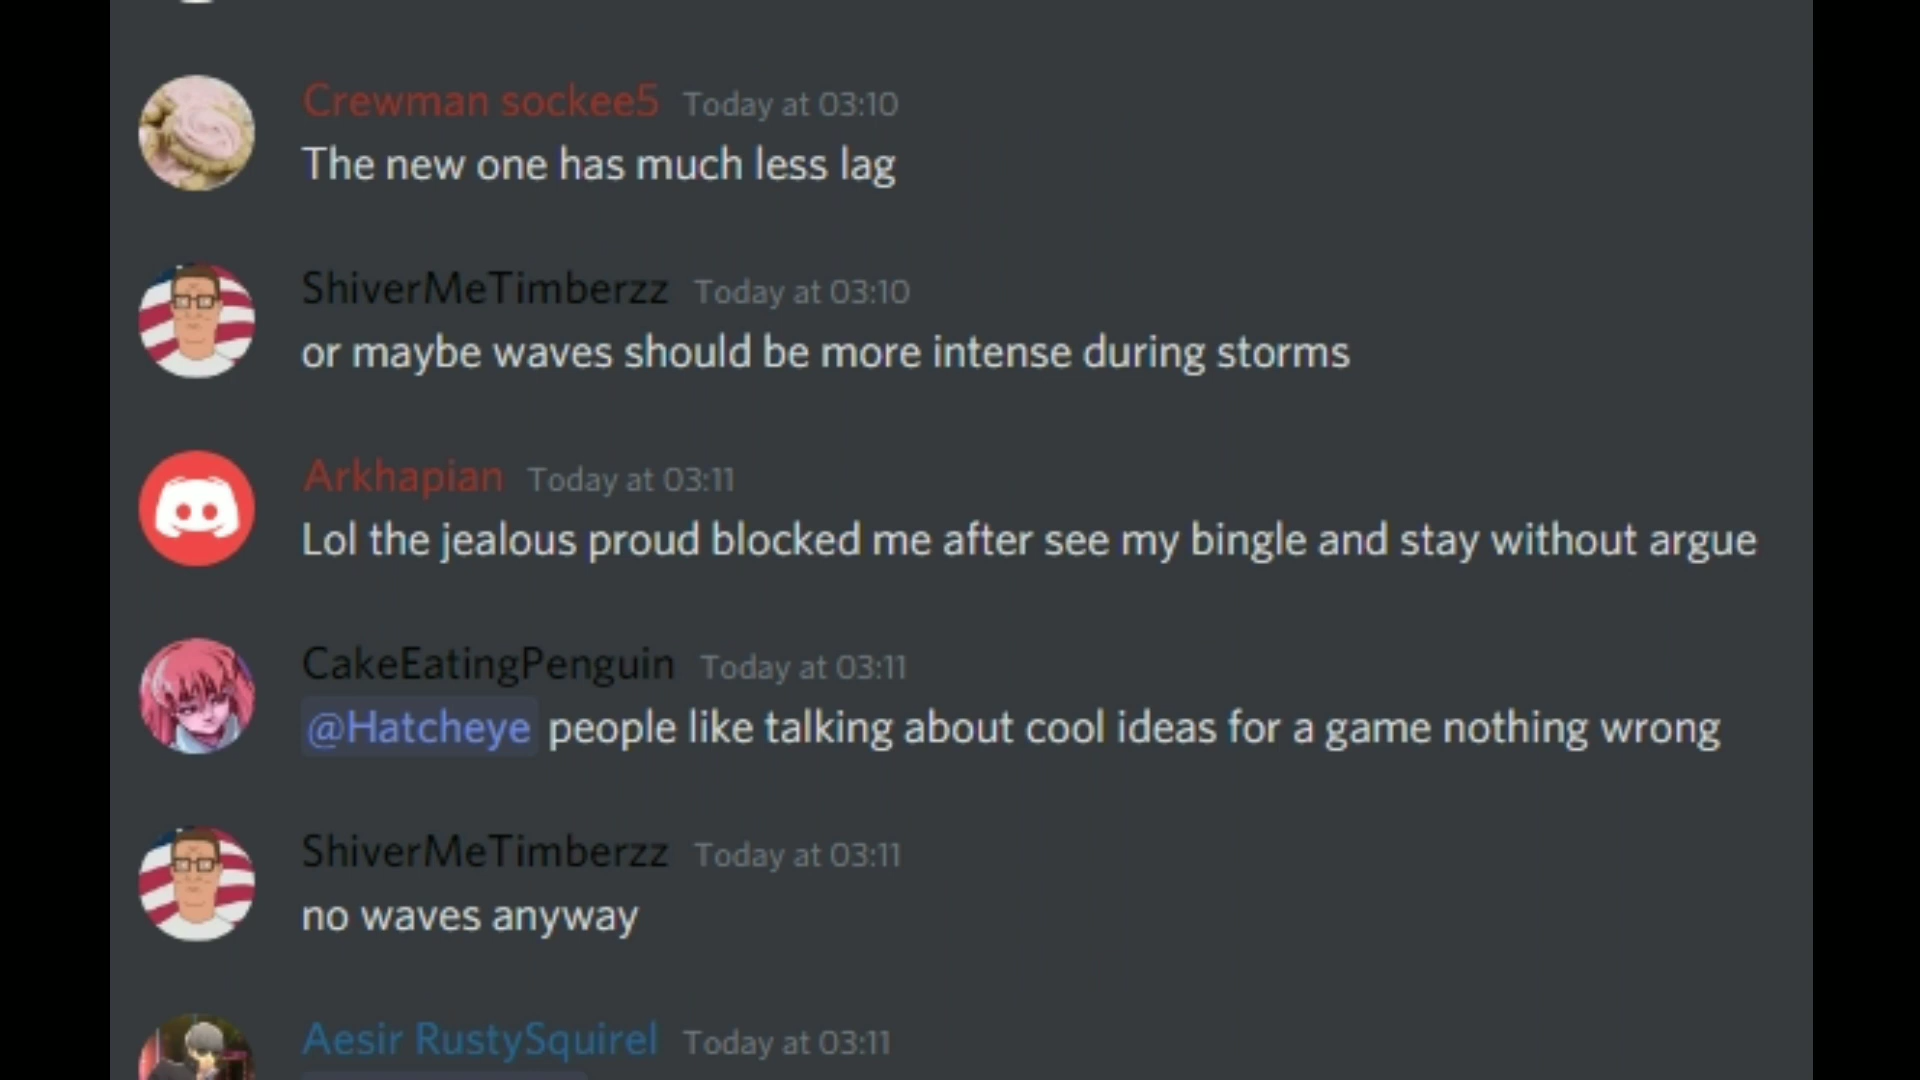 Crewman sockee5 Today at 03:10
The new one has much less lag
ShiverMeTimberzz Today at 03:10
or maybe waves should be more intense during storms
Arkhapian Today at 03:11
Lol the jealous proud blocked me after see my bingle and stay without argue
CakeEatingPenguin Today at 03:11
@Hatcheye people like talking about cool ideas for a game nothing wrong
ShiverMeTimberzz Today at 03:11
no waves anyway
Aesir RustySquirel Today at 03:11